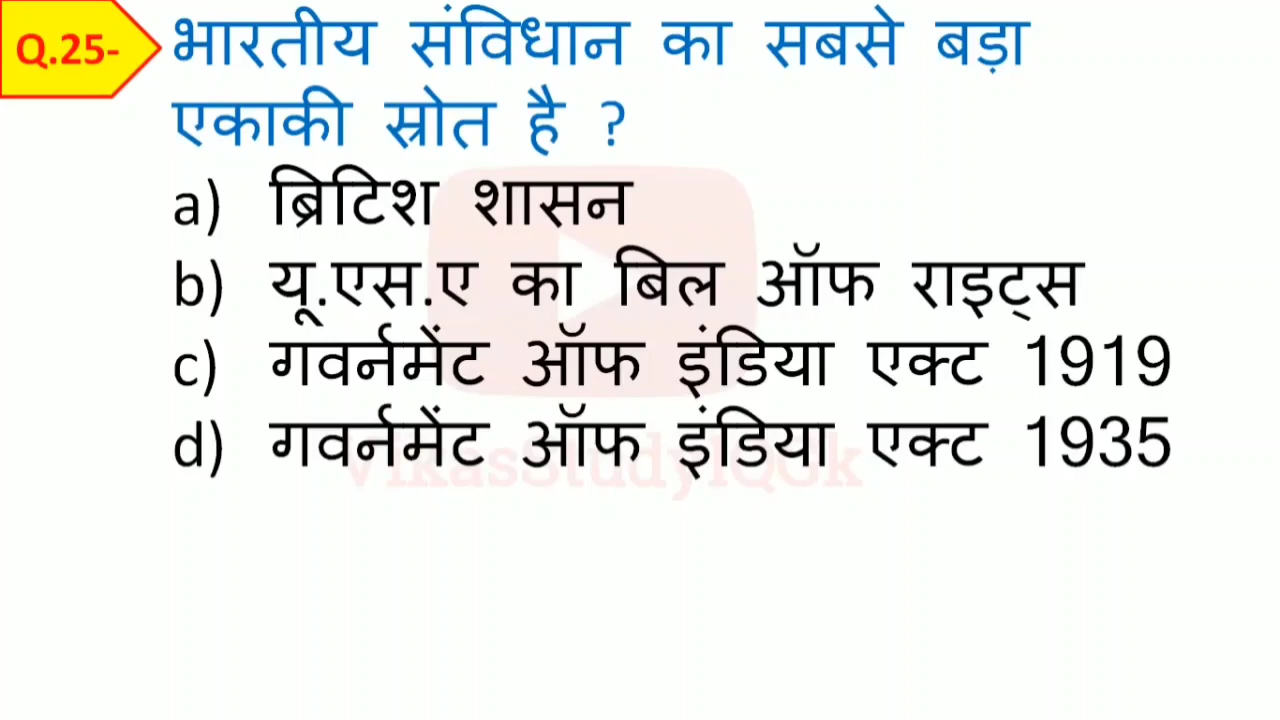 Q.25-
भारतीय संविधान का सबसे बड़ा
एकाकी स्रोत है ?
a) ब्रिटिश शासन
b) यू.एस.ए का बिल ऑफ राइट्स
c) गवर्नमेंट ऑफ इंडिया एक्ट 1919
d) गवर्नमेंट ऑफ इंडिया एक्ट 1935
VikasStudyIQGk